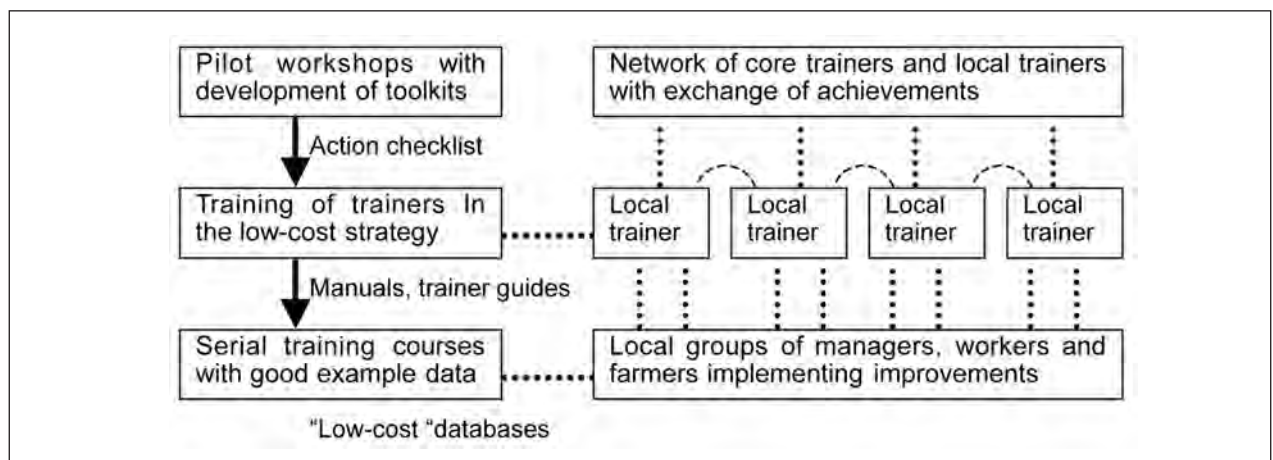 Pilot workshops with
development of toolkits
Action checklist
Training of trainers In
the low-cost strategy
Manuals, trainer guides
Serial training courses
with good example data
"Low-cost "databases
Network of core trainers and local trainers
with exchange of achievements
Local
trainer
Local
trainer
Local
trainer
Local
trainer
Local groups of managers, workers and
farmers implementing improvements